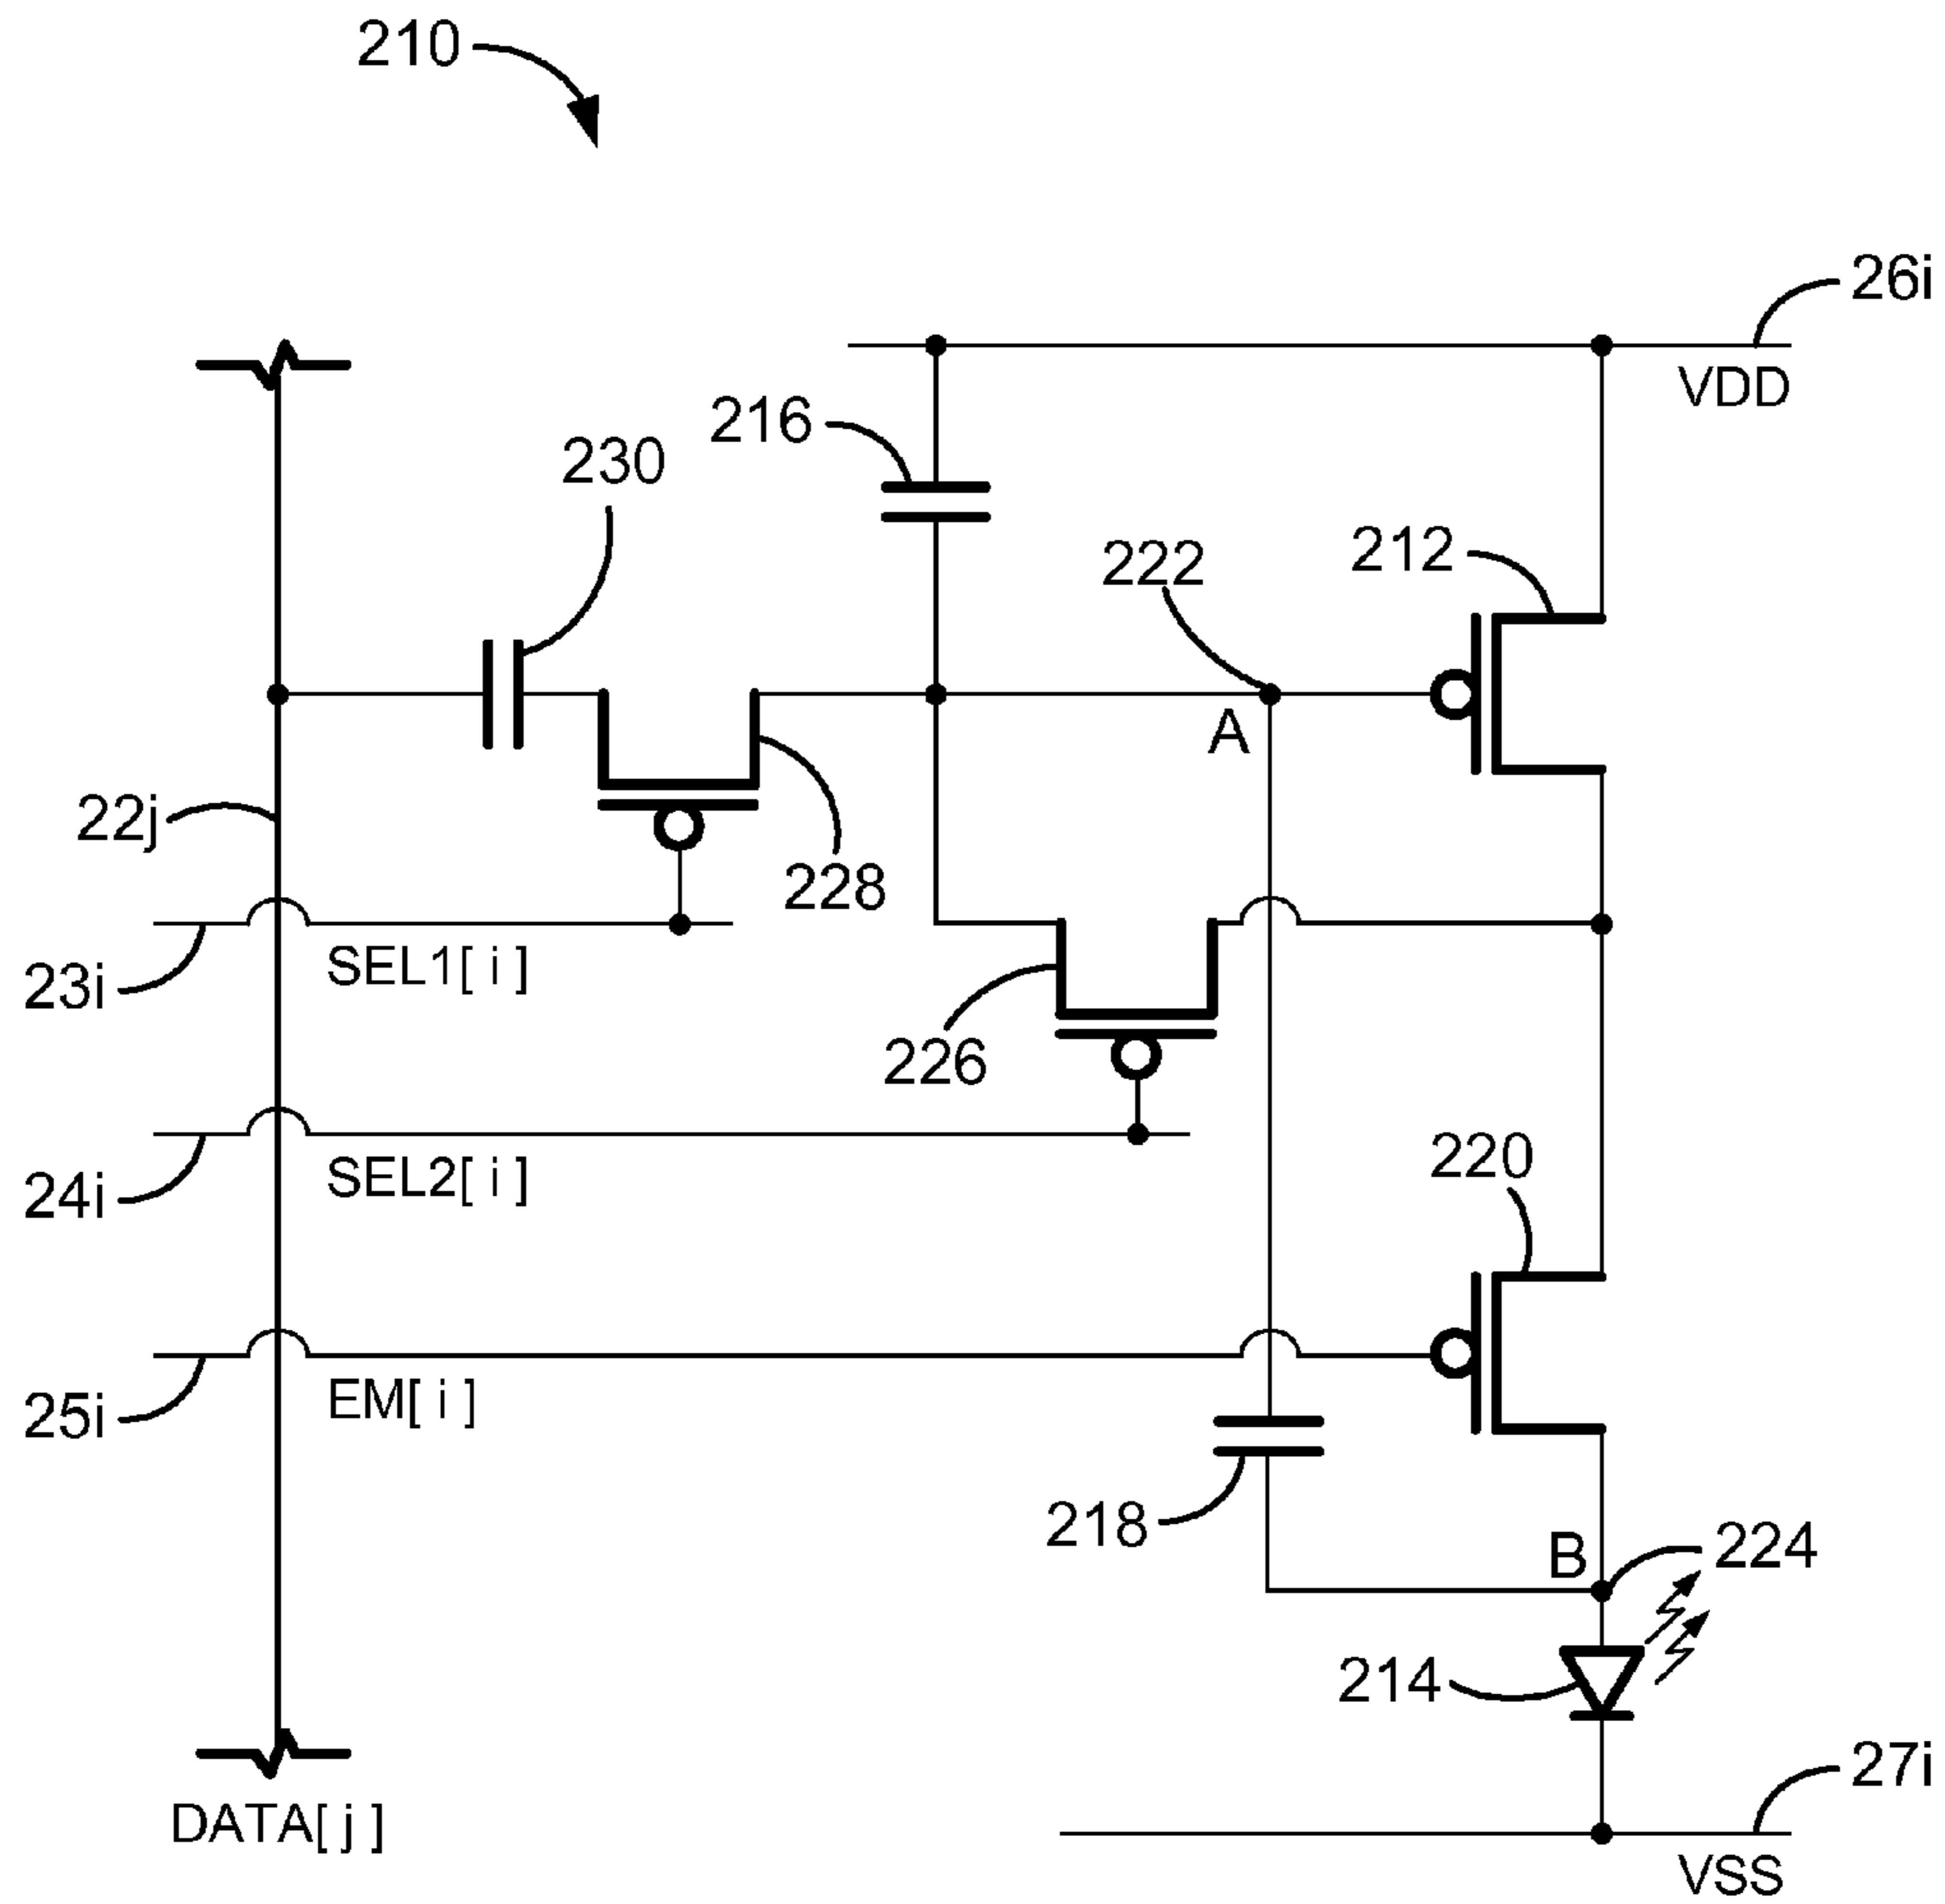 210
26i
VDD
216
230
212
222
A
22j
228
SEL1[ i ]
23i
226
220
SEL2[ i ]
24i
EM[ i ]
25i
218
B
224
214
27i
DATA[ j ]
VSS